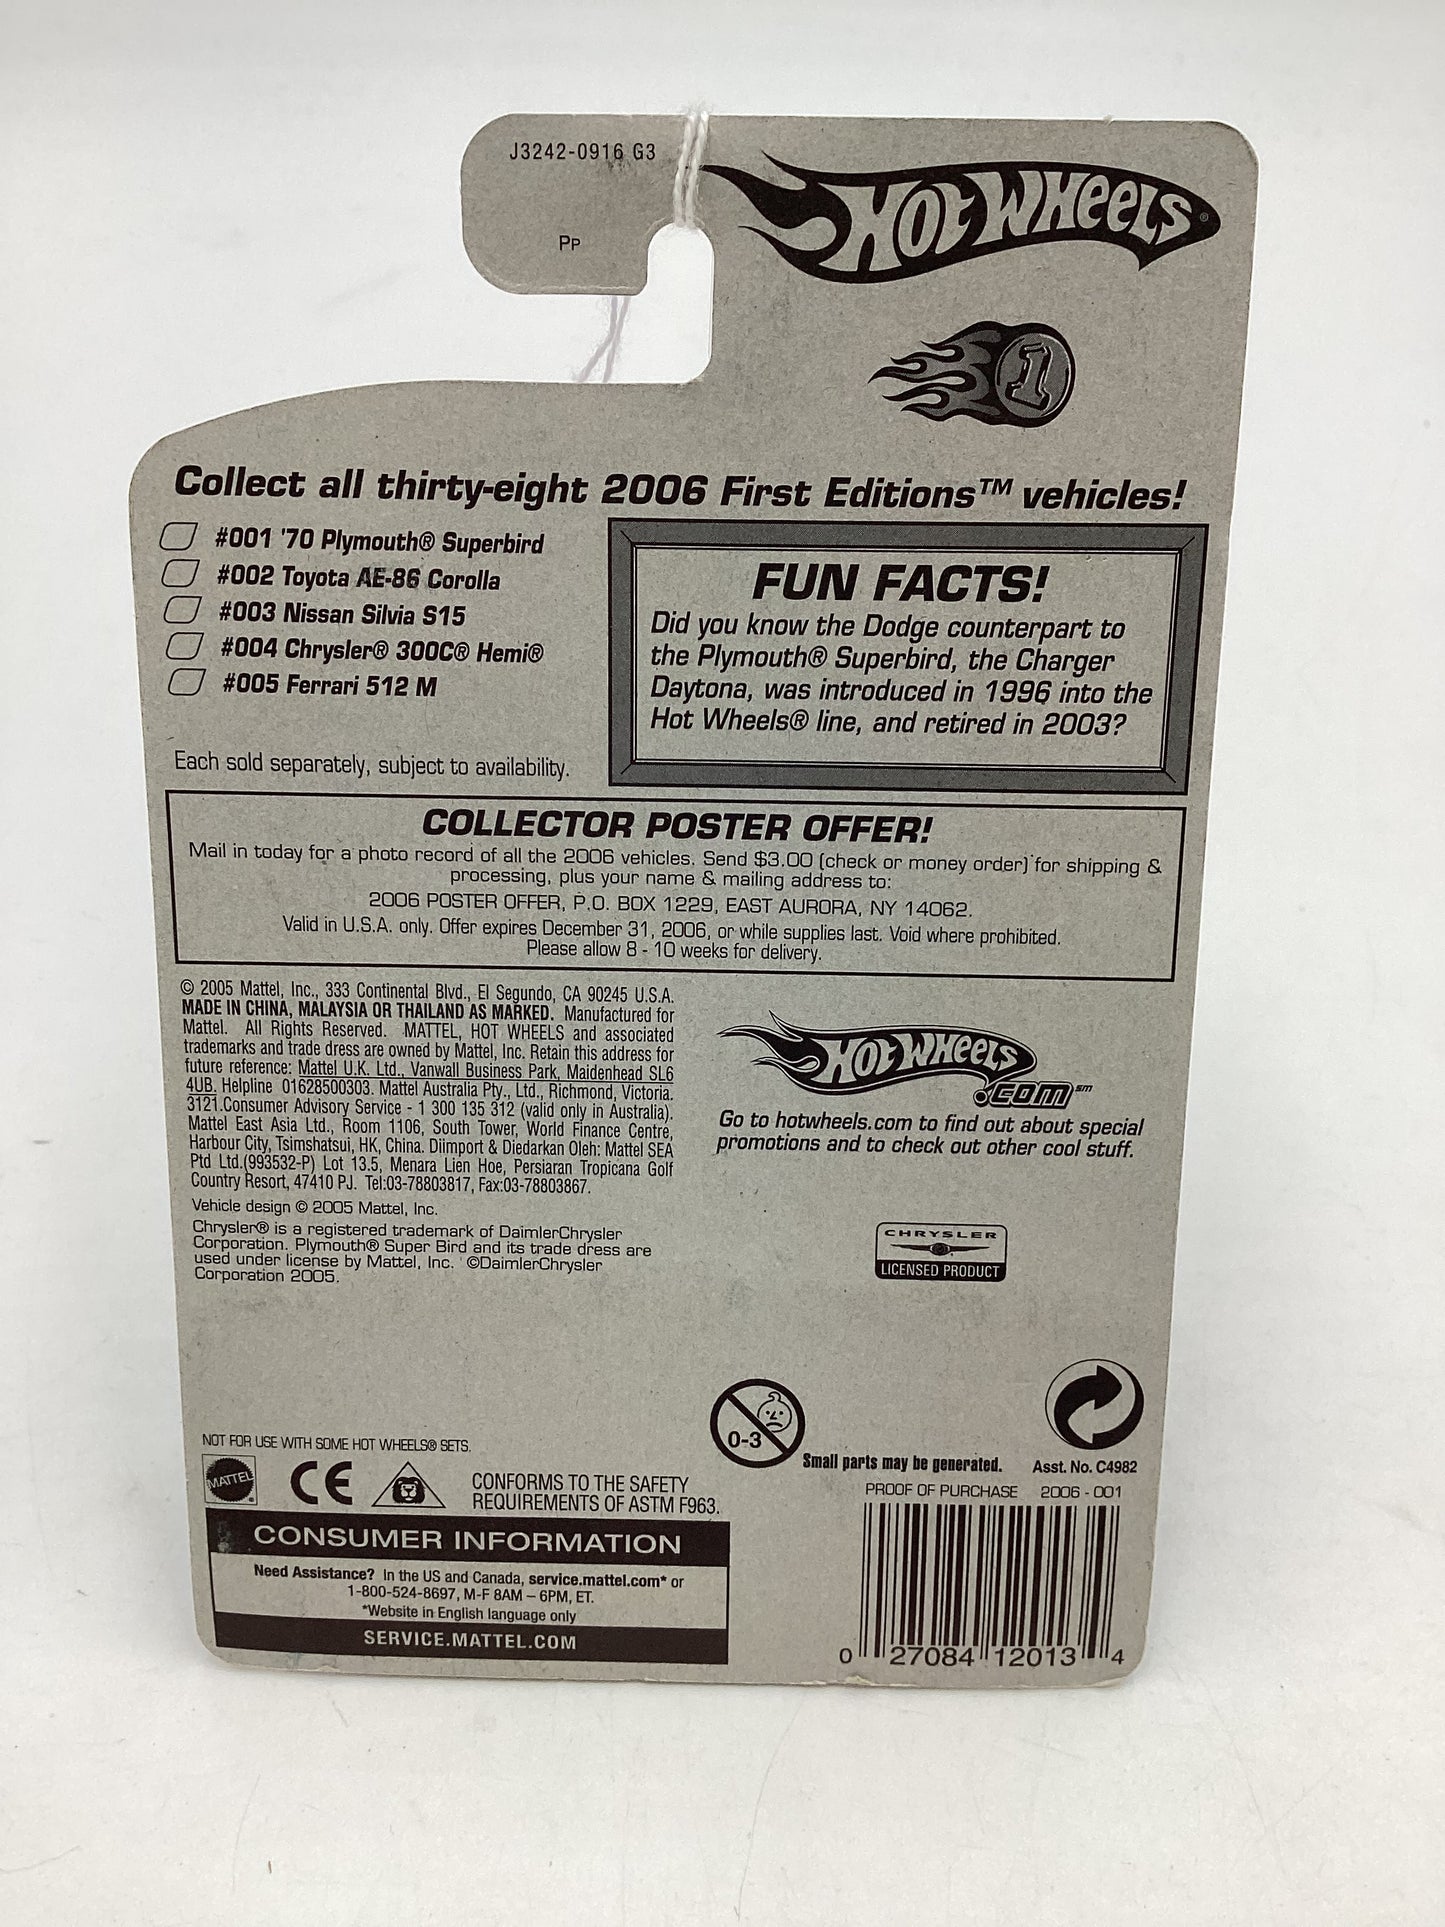 J3242-0916 G3
Pp
HOT WHEELS®
1
Collect all thirty-eight 2006 First Editions™ vehicles!
#001 '70 Plymouth® Superbird
#002 Toyota AE-86 Corolla
#003 Nissan Silvia S15
#004 Chrysler® 300C® Hemi®
#005 Ferrari 512 M
Each sold separately, subject to availability.
FUN FACTS!
Did you know the Dodge counterpart to
the Plymouth® Superbird, the Charger
Daytona, was introduced in 1996 into the
Hot Wheels® line, and retired in 2003?
COLLECTOR POSTER OFFER!
Mail in today for a photo record of all the 2006 vehicles. Send $3.00 (check or money order) for shipping &
processing, plus your name & mailing address to:
2006 POSTER OFFER, P.O. BOX 1229, EAST AURORA, NY 14062.
Valid in U.S.A. only. Offer expires December 31, 2006, or while supplies last. Void where prohibited.
Please allow 8 - 10 weeks for delivery.
© 2005 Mattel, Inc., 333 Continental Blvd., El Segundo, CA 90245 U.S.A.
MADE IN CHINA, MALAYSIA OR THAILAND AS MARKED. Manufactured for
Mattel. All Rights Reserved. MATTEL, HOT WHEELS and associated
trademarks and trade dress are owned by Mattel, Inc. Retain this address for
future reference: Mattel U.K. Ltd., Vanwall Business Park, Maidenhead SL6
4UB. Helpline 01628500303. Mattel Australia Pty., Ltd., Richmond, Victoria.
3121.Consumer Advisory Service - 1 300 135 312 (valid only in Australia).
Mattel East Asia Ltd., Room 1106, South Tower, World Finance Centre,
Harbour City, Tsimshatsui, HK, China. Diimport & Diedarkan Oleh: Mattel SEA
Ptd Ltd.(993532-P) Lot 13.5, Menara Lien Hoe, Persiaran Tropicana Golf
Country Resort, 47410 PJ. Tel:03-78803817, Fax:03-78803867.
Vehicle design © 2005 Mattel, Inc.
Chrysler® is a registered trademark of DaimlerChrysler
Corporation. Plymouth® Super Bird and its trade dress are
used under license by Mattel, Inc. ©DaimlerChrysler
Corporation 2005.
HOT WHEELS
.COM℠
Go to hotwheels.com to find out about special
promotions and to check out other cool stuff.
CHRYSLER
LICENSED PRODUCT
0-3
Small parts may be generated.
Asst. No. C4982
NOT FOR USE WITH SOME HOT WHEELS® SETS.
MATTEL
CE
CONFORMS TO THE SAFETY
REQUIREMENTS OF ASTM F963.
CONSUMER INFORMATION
Need Assistance? In the US and Canada, service.mattel.com* or
1-800-524-8697, M-F 8AM – 6PM, ET.
*Website in English language only
SERVICE.MATTEL.COM
PROOF OF PURCHASE 2006 - 001
0 27084 12013 4